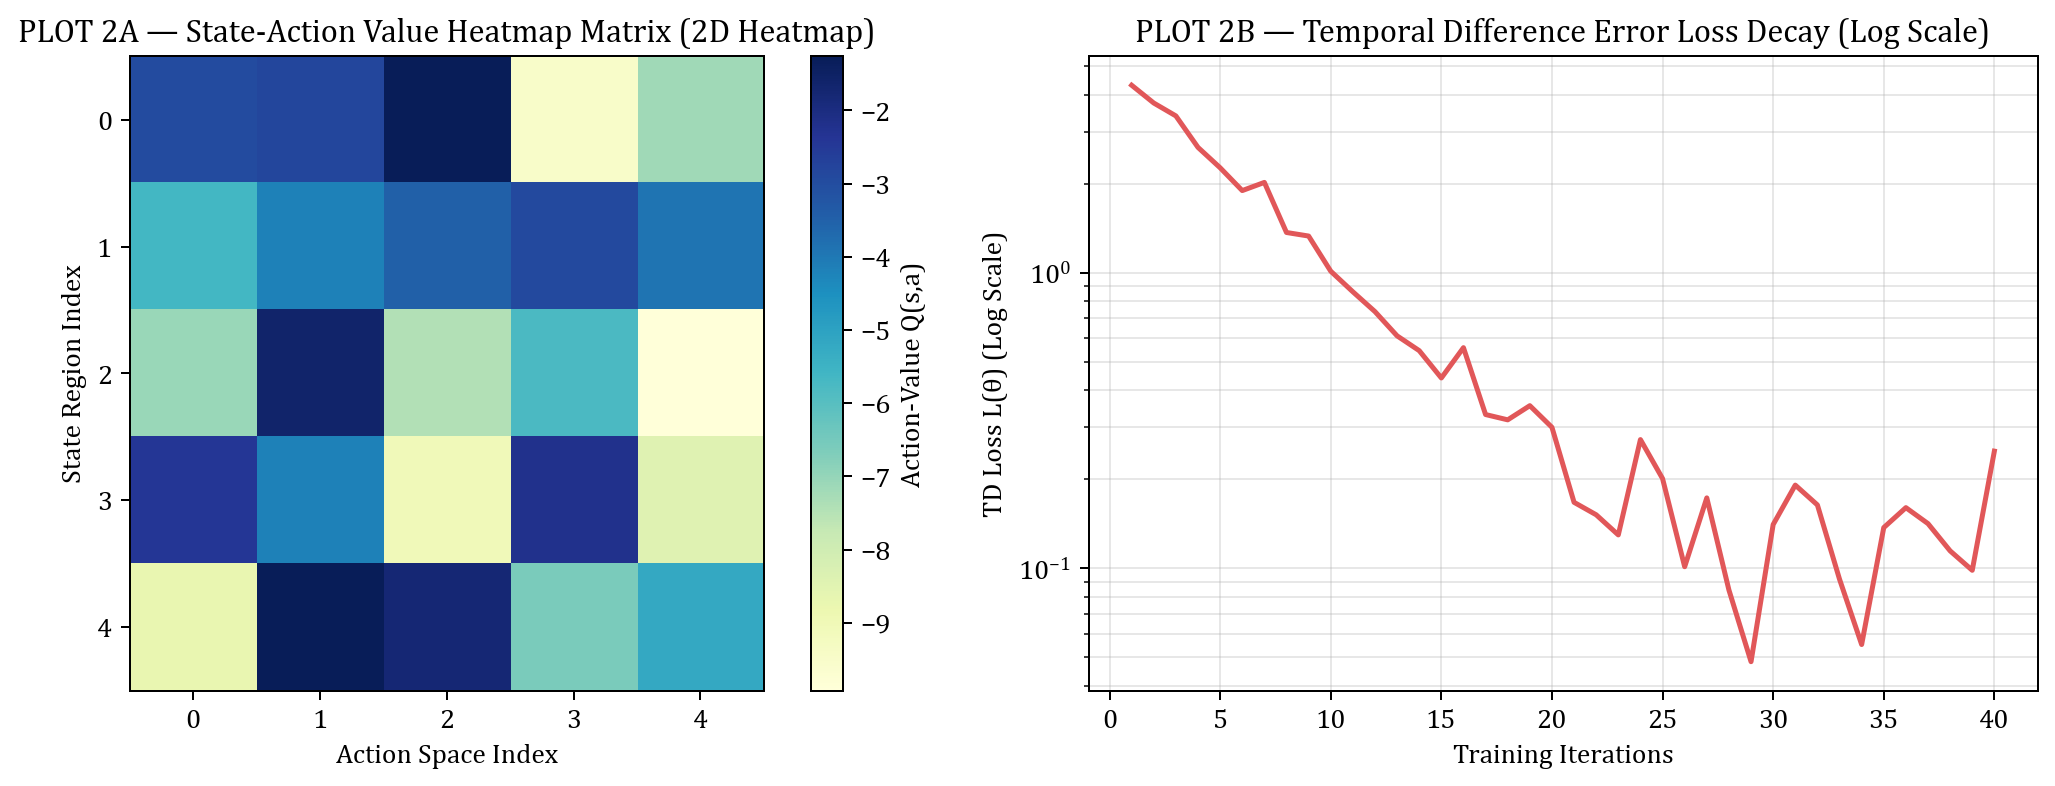 PLOT 2A — State-Action Value Heatmap Matrix (2D Heatmap)
State Region Index
0
1
2
3
4
0 1 2 3 4
Action Space Index
−2
−3
−4
−5
−6
−7
−8
−9
Action-Value Q(s,a)
PLOT 2B — Temporal Difference Error Loss Decay (Log Scale)
TD Loss L(θ) (Log Scale)
10⁰
10⁻¹
0 5 10 15 20 25 30 35 40
Training Iterations